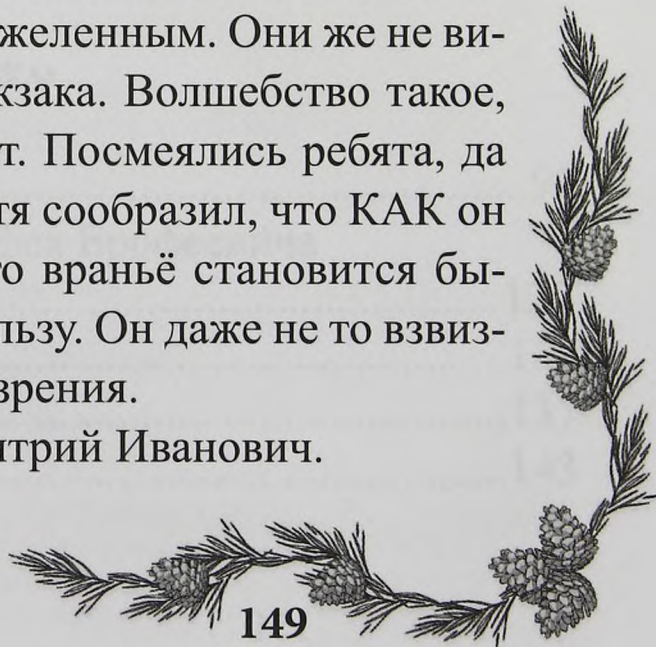 желенным. Они же не ви-
кзака. Волшебство такое,
т. Посмеялись ребята, да
тя сообразил, что КАК он
го враньё становится бы-
льзу. Он даже не то взвиз-
зрения.
итрий Иванович.
149